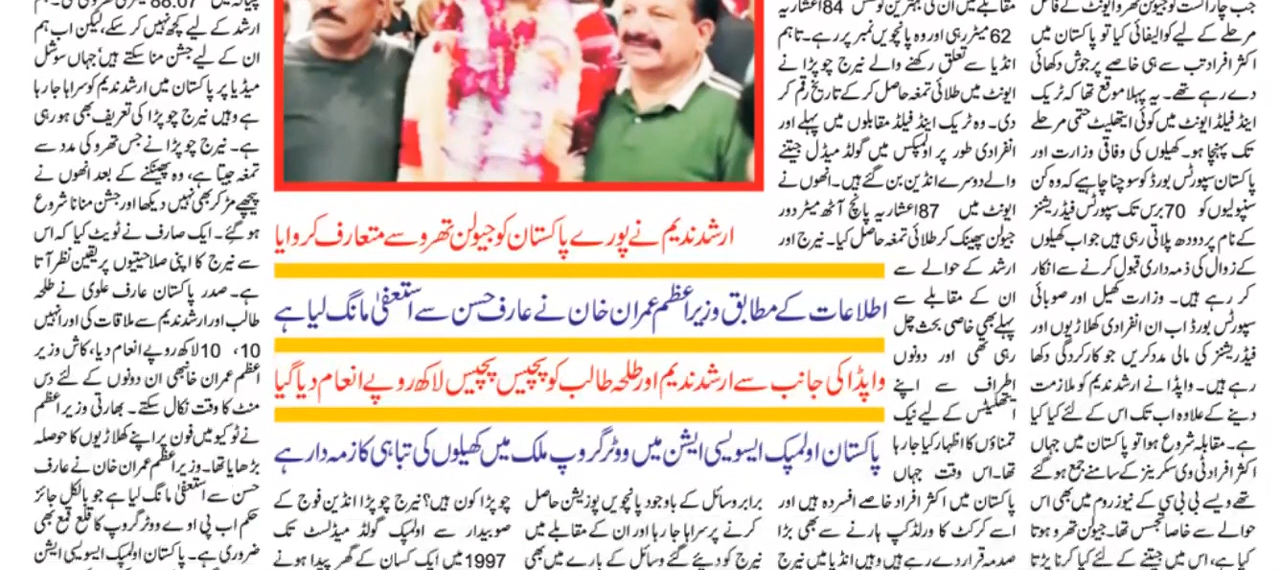 جب چار اگست کو جیولن تھرو ایونٹ کے فائنل
مرحلے کے لیے کوالیفائی کیا تو پاکستان میں
اکثر افراد تب سے ہی خاصے پر جوش دکھائی
دے رہے تھے۔ یہ پہلا موقع تھا کہ ٹریک
اینڈ فیلڈ ایونٹ میں کوئی ایتھلیٹ حتمی مرحلے
تک پہنچا ہو۔ کھیلوں کی وفاقی وزارت اور
پاکستان سپورٹس بورڈ کو سوچنا چاہیے کہ وہ کن
سنپولیوں کو 70 برس تک سپورٹس فیڈریشنز
کے نام پر دودھ پلاتی رہی ہیں جو اب کھیلوں
کے زوال کی ذمہ داری قبول کرنے سے انکار
کر رہے ہیں۔ وزارت کھیل اور صوبائی
سپورٹس بورڈ اب ان انفرادی کھلاڑیوں اور
فیڈریشنز کی مالی مدد کریں جو کارکردگی دکھا
رہے ہیں۔ واپڈا نے ارشد ندیم کو ملازمت
دینے کے علاوہ اب تک اس کے لئے کیا کیا
ہے۔ مقابلہ شروع ہوا تو پاکستان میں جہاں
اکثر افراد ٹی وی سکرینز کے سامنے جمع ہو گئے
تھے ویسے بی بی سی کے نیوز روم میں بھی اس
حوالے سے خاصا تجسس تھا۔ جیولن تھرو ہوتا
کیا ہے، اس میں جیتنے کے لئے کیا کرنا پڑتا
مقابلے میں ان کی بہترین کوشش 84 اعشاریہ
62 میٹر رہی اور وہ پانچویں نمبر پر رہے۔ تاہم
انڈیا سے تعلق رکھنے والے نیرج چوپڑا نے
ایونٹ میں طلائی تمغہ حاصل کر کے تاریخ رقم کر
دی۔ وہ ٹریک اینڈ فیلڈ مقابلوں میں پہلے اور
انفرادی طور پر اولمپکس میں گولڈ میڈل جیتنے
والے دوسرے انڈین بن گئے ہیں۔ انھوں نے
ایونٹ میں 87 اعشاریہ پانچ آٹھ میٹر دور
جیولن پھینک کر طلائی تمغہ حاصل کیا۔ نیرج اور
ارشد کے حوالے سے
ان کے مقابلے سے
پہلے بھی خاصی بحث چل
رہی تھی اور دونوں
اطراف سے اپنے
ایتھلیٹس کے لیے نیک
تمناؤں کا اظہار کیا جا رہا
تھا۔ اس وقت جہاں
پاکستان میں اکثر افراد خاصے افسردہ ہیں اور
اسے کرکٹ کا ورلڈ کپ ہارنے سے بھی بڑا
صدمہ قرار دے رہے ہیں وہیں انڈیا میں نیرج
ارشد ندیم نے پورے پاکستان کو جیولن تھرو سے متعارف کروایا
اطلاعات کے مطابق وزیر اعظم عمران خان نے عارف حسن سے استعفیٰ مانگ لیا ہے
واپڈا کی جانب سے ارشد ندیم اور طلحہ طالب کو پچیس پچیس لاکھ روپے انعام دیا گیا
پاکستان اولمپک ایسوسی ایشن میں ووٹر گروپ ملک میں کھیلوں کی تباہی کا زمہ دار ہے
برابر وسائل کے باوجود پانچویں پوزیشن حاصل
کرنے پر سراہا جا رہا اور ان کے مقابلے میں
نیرج کو دیئے گئے وسائل کے بارے میں بھی
چوپڑا کون ہیں؟ نیرج چوپڑا انڈین فوج کے
صوبیدار سے اولمپک گولڈ میڈلسٹ تک
1997 میں ایک کسان کے گھر پیدا ہونے
ارشد کے لیے کچھ نہیں کر سکے، لیکن اب ہم
ان کے لیے جشن منا سکتے ہیں جہاں سوشل
میڈیا پر پاکستان میں ارشد ندیم کو سراہا جا رہا
ہے وہیں نیرج چوپڑا کی تعریف بھی ہو رہی
ہے۔ نیرج چوپڑا نے جس تھرو کی مدد سے
تمغہ جیتا ہے، وہ پھینکنے کے بعد انھوں نے
پیچھے مڑ کر بھی نہیں دیکھا اور جشن منانا شروع
ہو گئے۔ ایک صارف نے ٹویٹ کیا کہ اس
سے نیرج کا اپنی صلاحیتوں پر یقین نظر آتا
ہے۔ صدر پاکستان عارف علوی نے طلحہ
طالب اور ارشد ندیم سے ملاقات کی اور انہیں
10، 10 لاکھ روپے انعام دیا، کاش وزیر
اعظم عمران خان بھی ان دونوں کے لئے دس
منٹ کا وقت نکال سکتے۔ بھارتی وزیر اعظم
نے ٹوکیو میں فون پر اپنے کھلاڑیوں کا حوصلہ
بڑھایا تھا۔ وزیر اعظم عمران خان نے عارف
حسن سے استعفیٰ مانگ لیا ہے جو بالکل جائز
حکم اب پی او اے ووٹر گروپ کا قلع قمع بھی
ضروری ہے۔ پاکستان اولمپک ایسوسی ایشن